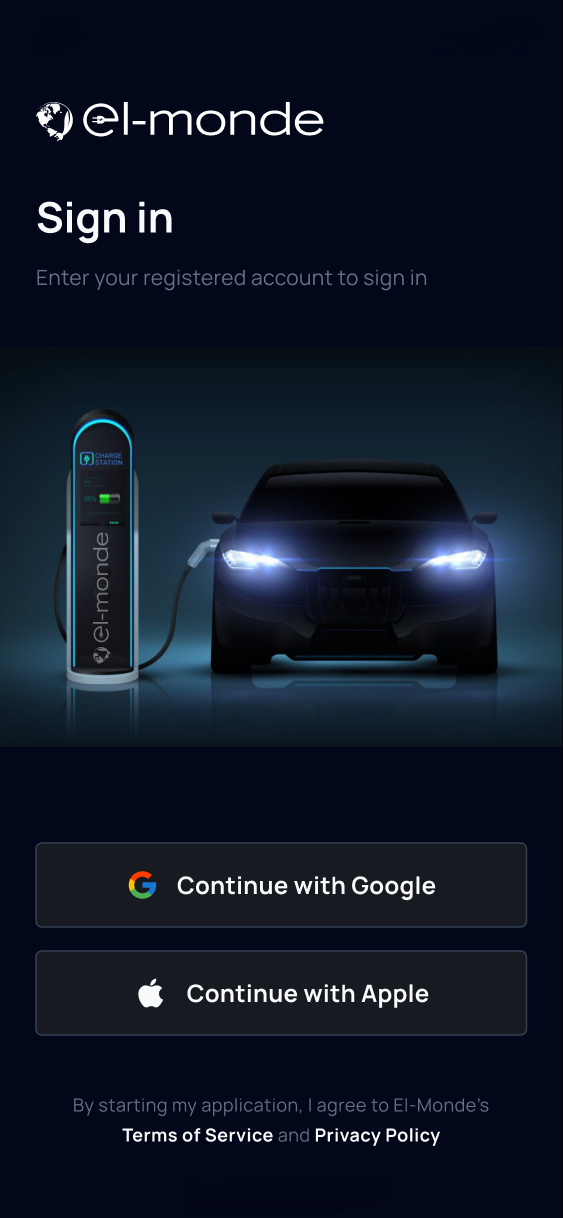 el-monde
Sign in
Enter your registered account to sign in
CHARGE
STATION
el-monde
Continue with Google
Continue with Apple
By starting my application, I agree to El-Monde's
Terms of Service and Privacy Policy